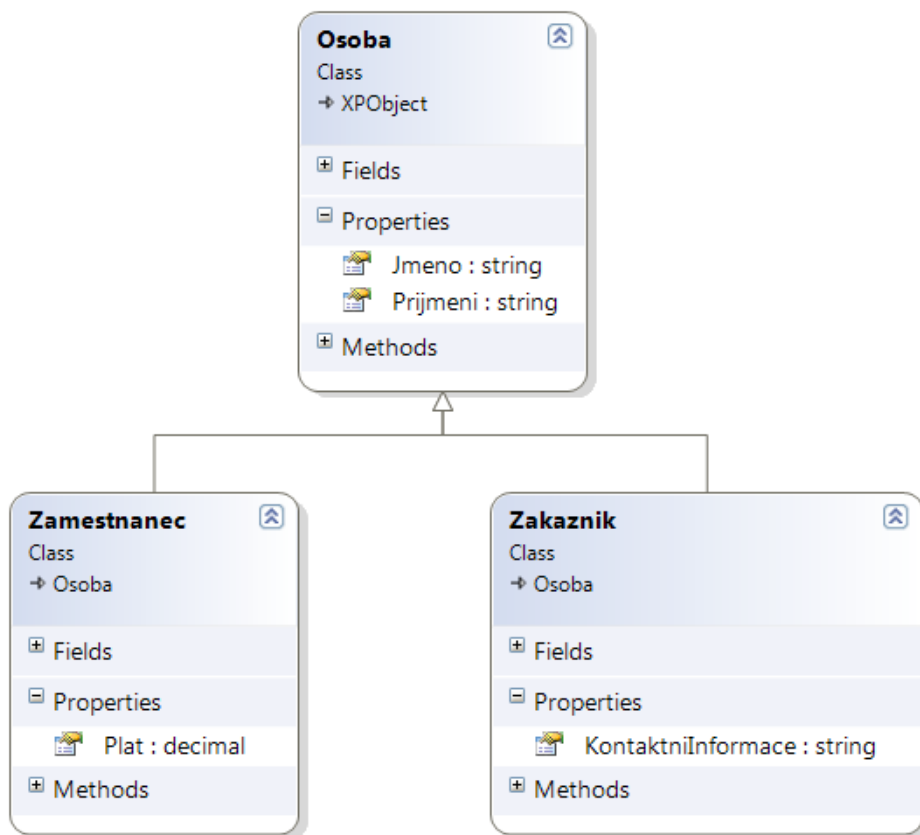 Osoba
Class
XPObject
Fields
Properties
Jmeno : string
Prijmeni : string
Methods
Zamestnanec
Class
Osoba
Fields
Properties
Plat : decimal
Methods
Zakaznik
Class
Osoba
Fields
Properties
KontaktniInformace : string
Methods